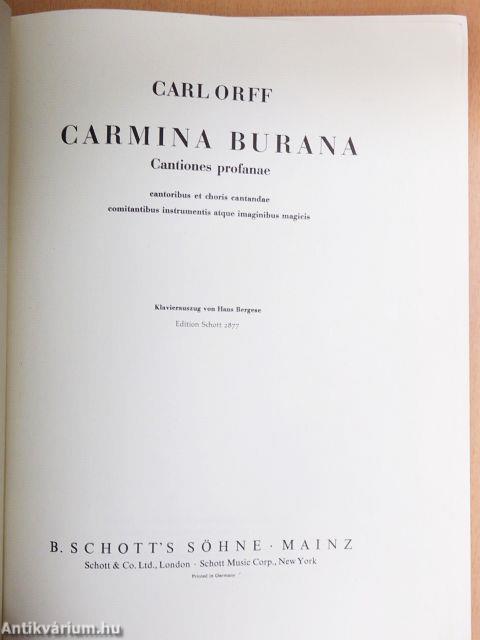 CARL ORFF
CARMINA BURANA
Cantiones profanae
cantoribus et choris cantandae
comitantibus instrumentis atque imaginibus magicis
Klavierauszug von Hans Bergese
Edition Schott 2877
B. SCHOTT'S SÖHNE · MAINZ
Schott & Co. Ltd., London · Schott Music Corp., New York
Printed in Germany
Antikvárium.hu